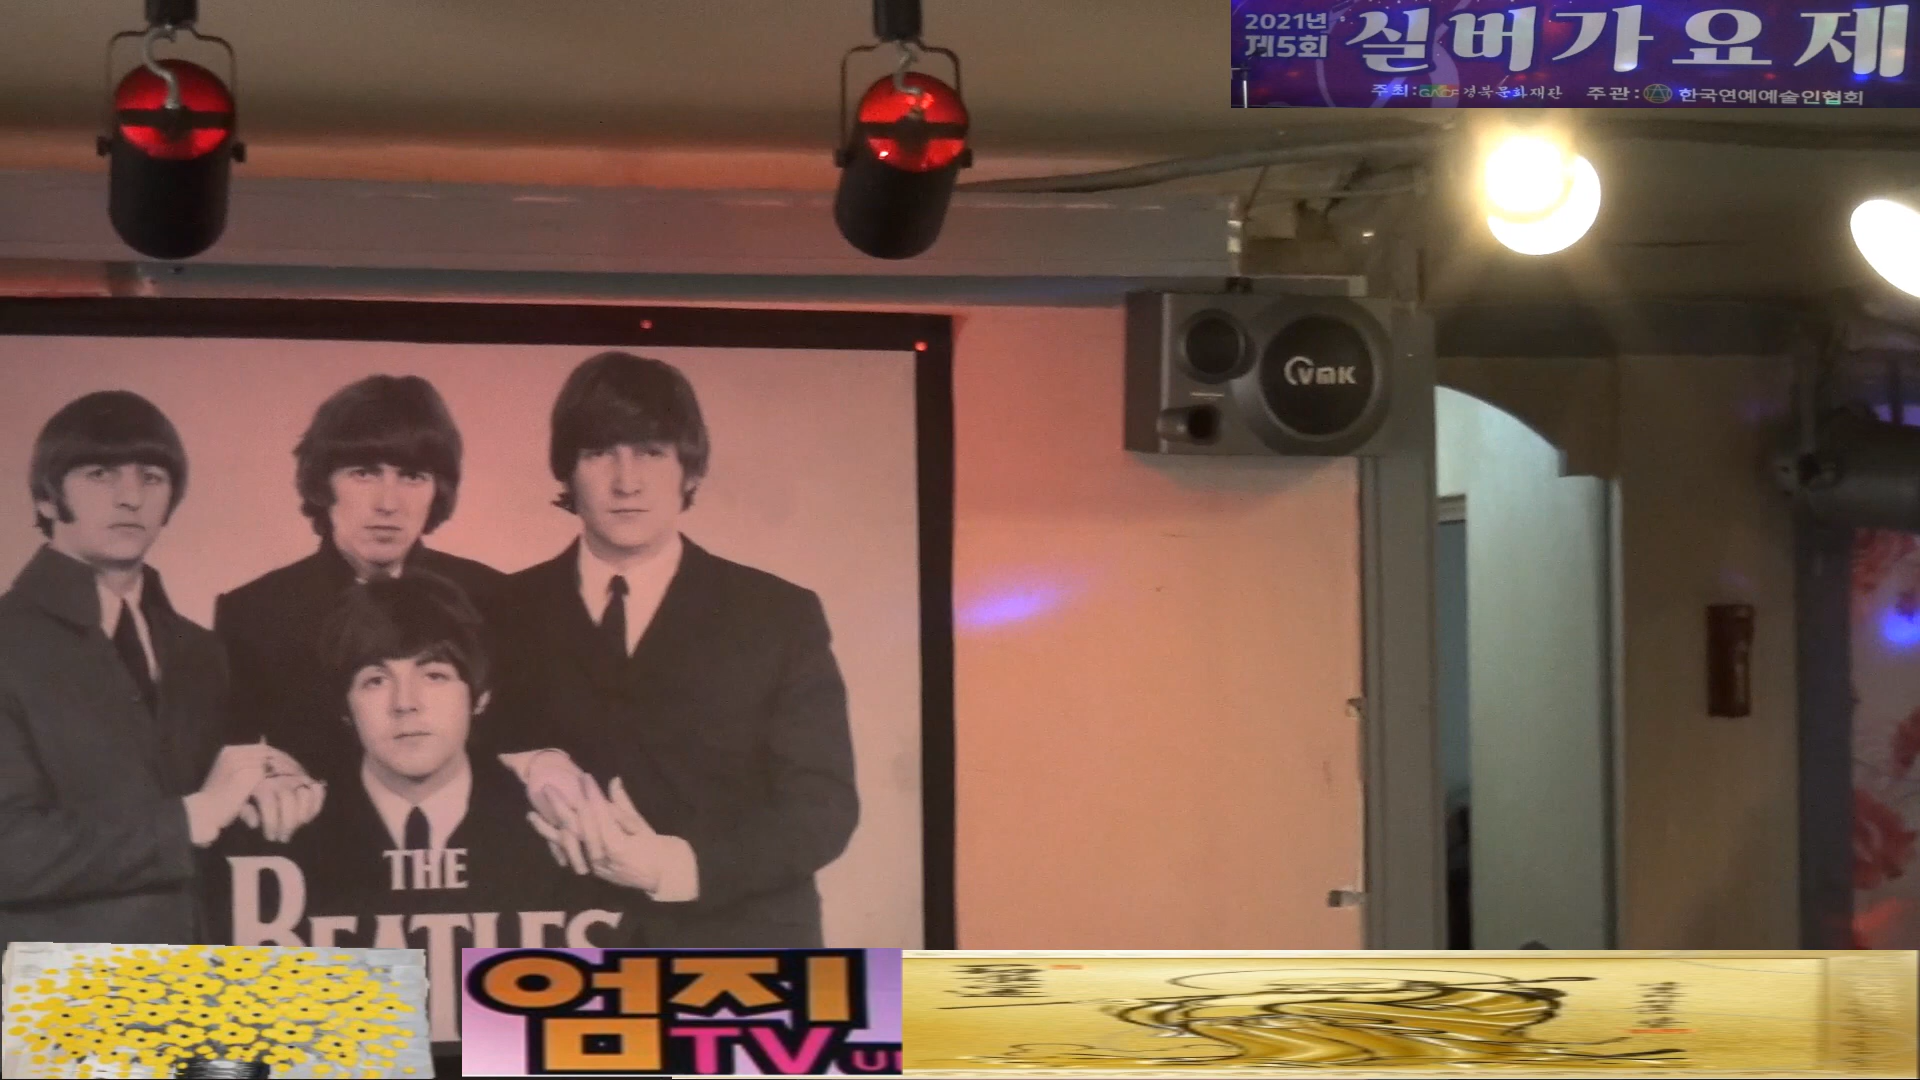 2021년
제5회
실버가요제
주최: GACF 경북문화재단 주관: 한국연예예술인협회
VMK
THE
BEATLES
엄지
TV